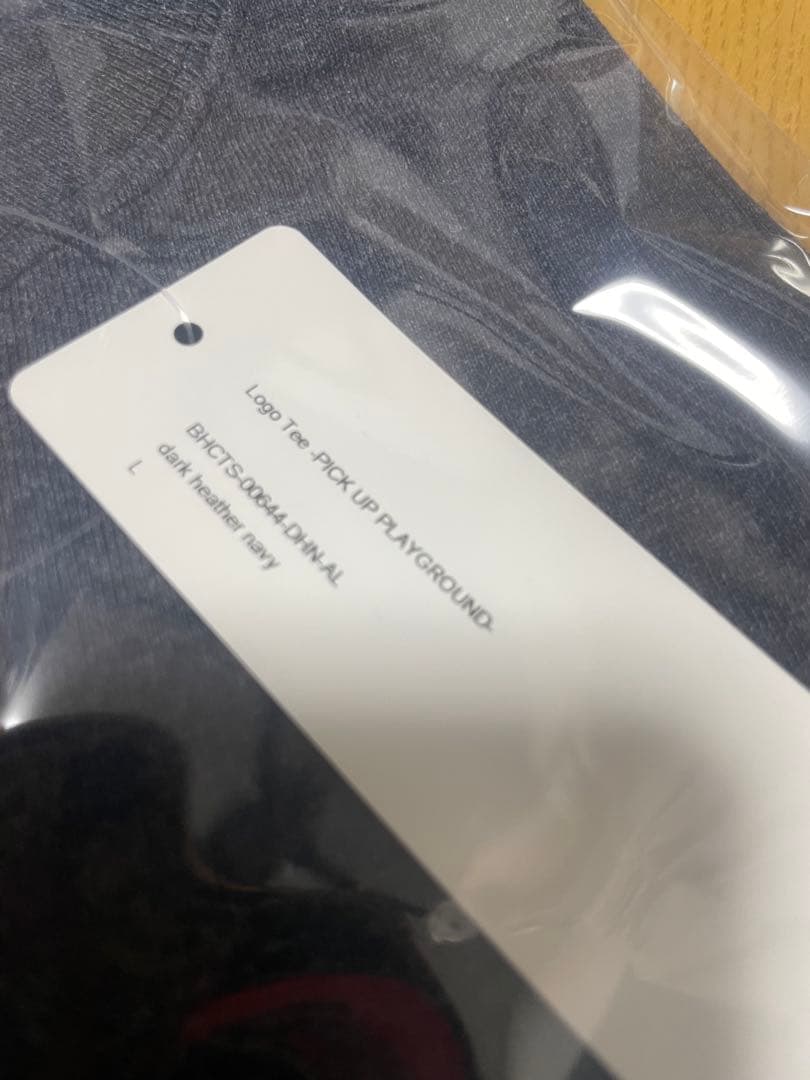 Logo Tee -PICK UP PLAYGROUND-
BHCTS-00644-DHN-AL
dark heather navy
L